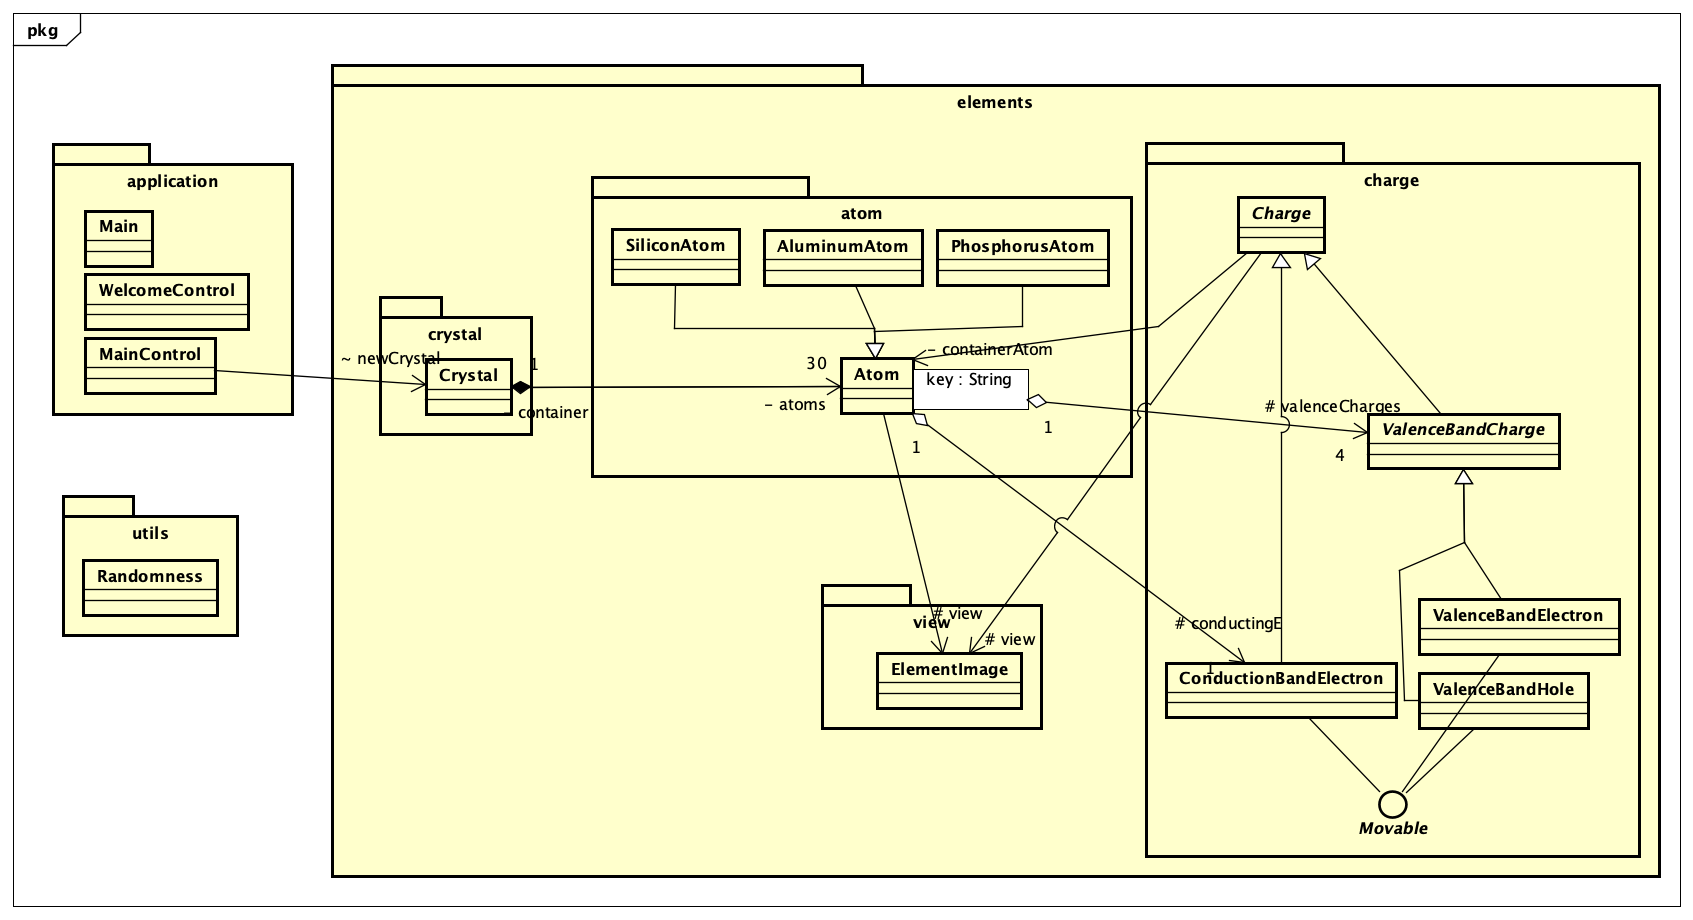 pkg
elements
application
Main
WelcomeControl
MainControl
utils
Randomness
crystal
~ newCrystal
Crystal
1
- container
atom
SiliconAtom
AluminumAtom
PhosphorusAtom
30
- atoms
Atom
- containerAtom
key : String
1
1
view
# view
# view
ElementImage
charge
Charge
# valenceCharges
4
ValenceBandCharge
# conductingE
1
ConductionBandElectron
ValenceBandElectron
ValenceBandHole
Movable